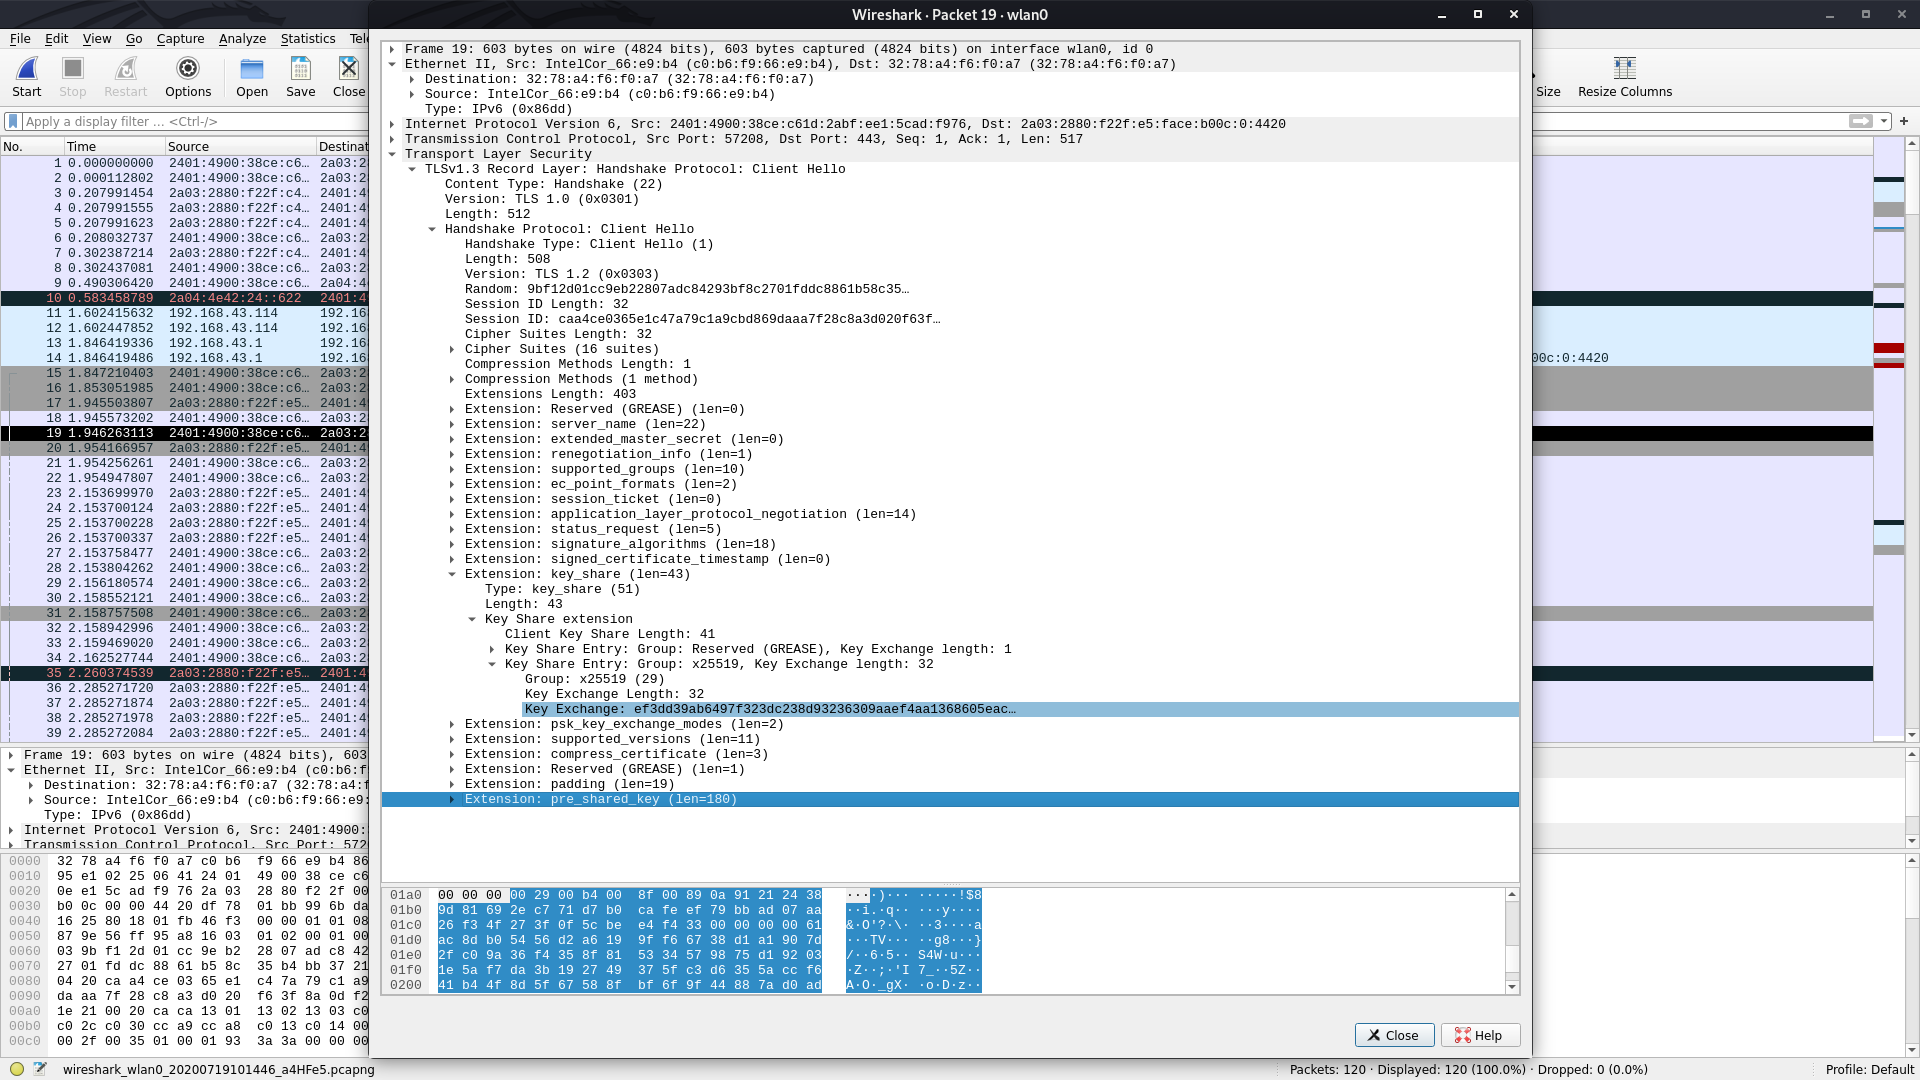 Wireshark · Packet 19 · wlan0
File Edit View Go Capture Analyze Statistics Tel
Start Stop Restart Options Open Save Close
Size Resize Columns
Apply a display filter ... <Ctrl-/>
No. Time Source Destinat
1 0.000000000 2401:4900:38ce:c6… 2a03:2
2 0.000112802 2401:4900:38ce:c6… 2a03:2
3 0.207991454 2a03:2880:f22f:c4… 2401:4
4 0.207991555 2a03:2880:f22f:c4… 2401:4
5 0.207991623 2a03:2880:f22f:c4… 2401:4
6 0.208032737 2401:4900:38ce:c6… 2a03:2
7 0.302387214 2a03:2880:f22f:c4… 2401:4
8 0.302437081 2401:4900:38ce:c6… 2a03:2
9 0.490306420 2401:4900:38ce:c6… 2a04:4
10 0.583458789 2a04:4e42:24::622 2401:4
11 1.602415632 192.168.43.114 192.16
12 1.602447852 192.168.43.114 192.16
13 1.846419336 192.168.43.1 192.16
14 1.846419486 192.168.43.1 192.16
00c:0:4420
15 1.847210403 2401:4900:38ce:c6… 2a03:2
16 1.853051985 2401:4900:38ce:c6… 2a03:2
17 1.945503807 2a03:2880:f22f:e5… 2401:4
18 1.945573202 2401:4900:38ce:c6… 2a03:2
19 1.946263113 2401:4900:38ce:c6… 2a03:2
20 1.954166957 2a03:2880:f22f:e5… 2401:4
21 1.954256261 2401:4900:38ce:c6… 2a03:2
22 1.954947807 2401:4900:38ce:c6… 2a03:2
23 2.153699970 2a03:2880:f22f:e5… 2401:4
24 2.153700124 2a03:2880:f22f:e5… 2401:4
25 2.153700228 2a03:2880:f22f:e5… 2401:4
26 2.153700337 2a03:2880:f22f:e5… 2401:4
27 2.153758477 2401:4900:38ce:c6… 2a03:2
28 2.153804262 2401:4900:38ce:c6… 2a03:2
29 2.156180574 2401:4900:38ce:c6… 2a03:2
30 2.158552121 2401:4900:38ce:c6… 2a03:2
31 2.158757508 2401:4900:38ce:c6… 2a03:2
32 2.158942996 2401:4900:38ce:c6… 2a03:2
33 2.159469020 2401:4900:38ce:c6… 2a03:2
34 2.162527744 2401:4900:38ce:c6… 2a03:2
35 2.260374539 2a03:2880:f22f:e5… 2401:4
36 2.285271720 2a03:2880:f22f:e5… 2401:4
37 2.285271874 2a03:2880:f22f:e5… 2401:4
38 2.285271978 2a03:2880:f22f:e5… 2401:4
39 2.285272084 2a03:2880:f22f:e5… 2401:4
Frame 19: 603 bytes on wire (4824 bits), 603
Ethernet II, Src: IntelCor_66:e9:b4 (c0:b6:f
Destination: 32:78:a4:f6:f0:a7 (32:78:a4:f
Source: IntelCor_66:e9:b4 (c0:b6:f9:66:e9:
Type: IPv6 (0x86dd)
Internet Protocol Version 6, Src: 2401:4900:
Transmission Control Protocol, Src Port: 572
0000 32 78 a4 f6 f0 a7 c0 b6 f9 66 e9 b4 86
0010 95 e1 02 25 06 41 24 01 49 00 38 ce c6
0020 0e e1 5c ad f9 76 2a 03 28 80 f2 2f 00
0030 b0 0c 00 00 44 20 df 78 01 bb 99 6b da
0040 16 25 80 18 01 fb 46 f3 00 00 01 01 08
0050 87 9e 56 ff 95 a8 16 03 01 02 00 01 00
0060 03 9b f1 2d 01 cc 9e b2 28 07 ad c8 42
0070 27 01 fd dc 88 61 b5 8c 35 b4 bb 37 21
0080 04 20 ca a4 ce 03 65 e1 c4 7a 79 c1 a9
0090 da aa 7f 28 c8 a3 d0 20 f6 3f 8a 0d f2
00a0 1e 21 00 20 ca ca 13 01 13 02 13 03 c0
00b0 c0 2c c0 30 cc a9 cc a8 c0 13 c0 14 00
00c0 00 2f 00 35 01 00 01 93 3a 3a 00 00 00
Frame 19: 603 bytes on wire (4824 bits), 603 bytes captured (4824 bits) on interface wlan0, id 0
Ethernet II, Src: IntelCor_66:e9:b4 (c0:b6:f9:66:e9:b4), Dst: 32:78:a4:f6:f0:a7 (32:78:a4:f6:f0:a7)
Destination: 32:78:a4:f6:f0:a7 (32:78:a4:f6:f0:a7)
Source: IntelCor_66:e9:b4 (c0:b6:f9:66:e9:b4)
Type: IPv6 (0x86dd)
Internet Protocol Version 6, Src: 2401:4900:38ce:c61d:2abf:ee1:5cad:f976, Dst: 2a03:2880:f22f:e5:face:b00c:0:4420
Transmission Control Protocol, Src Port: 57208, Dst Port: 443, Seq: 1, Ack: 1, Len: 517
Transport Layer Security
TLSv1.3 Record Layer: Handshake Protocol: Client Hello
Content Type: Handshake (22)
Version: TLS 1.0 (0x0301)
Length: 512
Handshake Protocol: Client Hello
Handshake Type: Client Hello (1)
Length: 508
Version: TLS 1.2 (0x0303)
Random: 9bf12d01cc9eb22807adc84293bf8c2701fddc8861b58c35…
Session ID Length: 32
Session ID: caa4ce0365e1c47a79c1a9cbd869daaa7f28c8a3d020f63f…
Cipher Suites Length: 32
Cipher Suites (16 suites)
Compression Methods Length: 1
Compression Methods (1 method)
Extensions Length: 403
Extension: Reserved (GREASE) (len=0)
Extension: server_name (len=22)
Extension: extended_master_secret (len=0)
Extension: renegotiation_info (len=1)
Extension: supported_groups (len=10)
Extension: ec_point_formats (len=2)
Extension: session_ticket (len=0)
Extension: application_layer_protocol_negotiation (len=14)
Extension: status_request (len=5)
Extension: signature_algorithms (len=18)
Extension: signed_certificate_timestamp (len=0)
Extension: key_share (len=43)
Type: key_share (51)
Length: 43
Key Share extension
Client Key Share Length: 41
Key Share Entry: Group: Reserved (GREASE), Key Exchange length: 1
Key Share Entry: Group: x25519, Key Exchange length: 32
Group: x25519 (29)
Key Exchange Length: 32
Key Exchange: ef3dd39ab6497f323dc238d93236309aaef4aa1368605eac…
Extension: psk_key_exchange_modes (len=2)
Extension: supported_versions (len=11)
Extension: compress_certificate (len=3)
Extension: Reserved (GREASE) (len=1)
Extension: padding (len=19)
Extension: pre_shared_key (len=180)
01a0 00 00 00 00 29 00 b4 00 8f 00 89 0a 91 21 24 38 ····)··· ·····!$8
01b0 9d 81 69 2e c7 71 d7 b0 ca fe ef 79 bb ad 07 aa ··i.·q·· ···y····
01c0 26 f3 4f 27 3f 0f 5c be e4 f4 33 00 00 00 00 61 &·O'?·\· ··3····a
01d0 ac 8d b0 54 56 d2 a6 19 9f f6 67 38 d1 a1 90 7d ···TV··· ··g8···}
01e0 2f c0 9a 36 f4 35 8f 81 53 34 57 98 75 d1 92 03 /··6·5·· S4W·u···
01f0 1e 5a f7 da 3b 19 27 49 37 5f c3 d6 35 5a cc f6 ·Z··;·'I 7_··5Z··
0200 41 b4 4f 8d 5f 67 58 8f bf 6f 9f 44 88 7a d0 ad A·O·_gX· ·o·D·z··
Close Help
wireshark_wlan0_20200719101446_a4HFe5.pcapng
Packets: 120 · Displayed: 120 (100.0%) · Dropped: 0 (0.0%)
Profile: Default